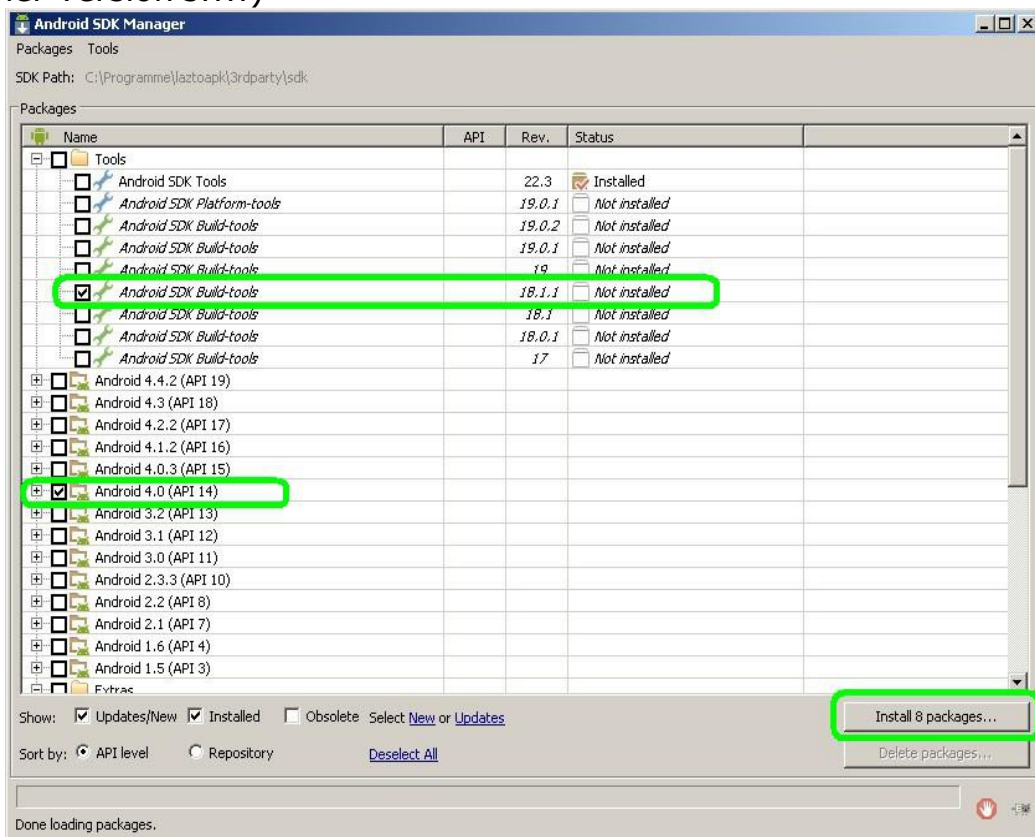 Android SDK Manager
Packages Tools
SDK Path: C:\Programme\laztoapk\3rdparty\sdk
Packages
Name API Rev. Status
Tools
Android SDK Tools 22.3 Installed
Android SDK Platform-tools 19.0.1 Not installed
Android SDK Build-tools 19.0.2 Not installed
Android SDK Build-tools 19.0.1 Not installed
Android SDK Build-tools 19 Not installed
Android SDK Build-tools 18.1.1 Not installed
Android SDK Build-tools 18.1 Not installed
Android SDK Build-tools 18.0.1 Not installed
Android SDK Build-tools 17 Not installed
Android 4.4.2 (API 19)
Android 4.3 (API 18)
Android 4.2.2 (API 17)
Android 4.1.2 (API 16)
Android 4.0.3 (API 15)
Android 4.0 (API 14)
Android 3.2 (API 13)
Android 3.1 (API 12)
Android 3.0 (API 11)
Android 2.3.3 (API 10)
Android 2.2 (API 8)
Android 2.1 (API 7)
Android 1.6 (API 4)
Android 1.5 (API 3)
Extras
Show: Updates/New Installed Obsolete Select New or Updates Install 8 packages...
Sort by: API level Repository Deselect All Delete packages...
Done loading packages.